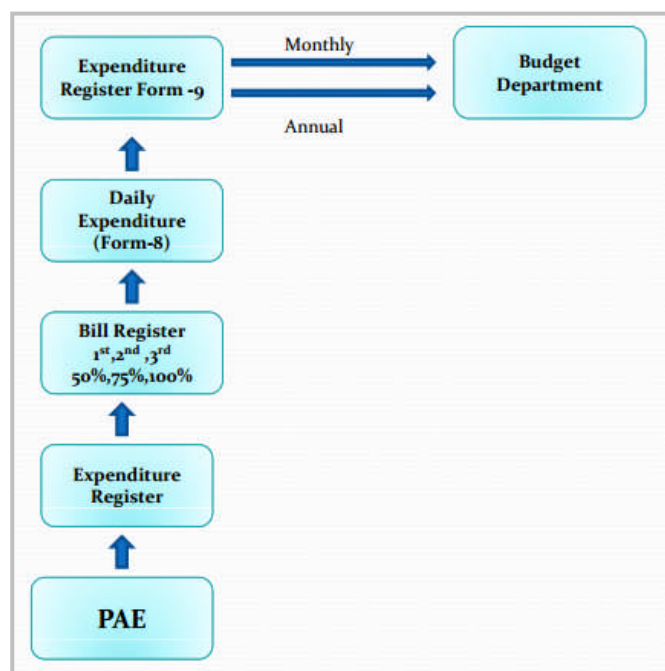 Expenditure
Register Form -9
Monthly
Annual
Budget
Department
Daily
Expenditure
(Form-8)
Bill Register
1st,2nd ,3rd
50%,75%,100%
Expenditure
Register
PAE